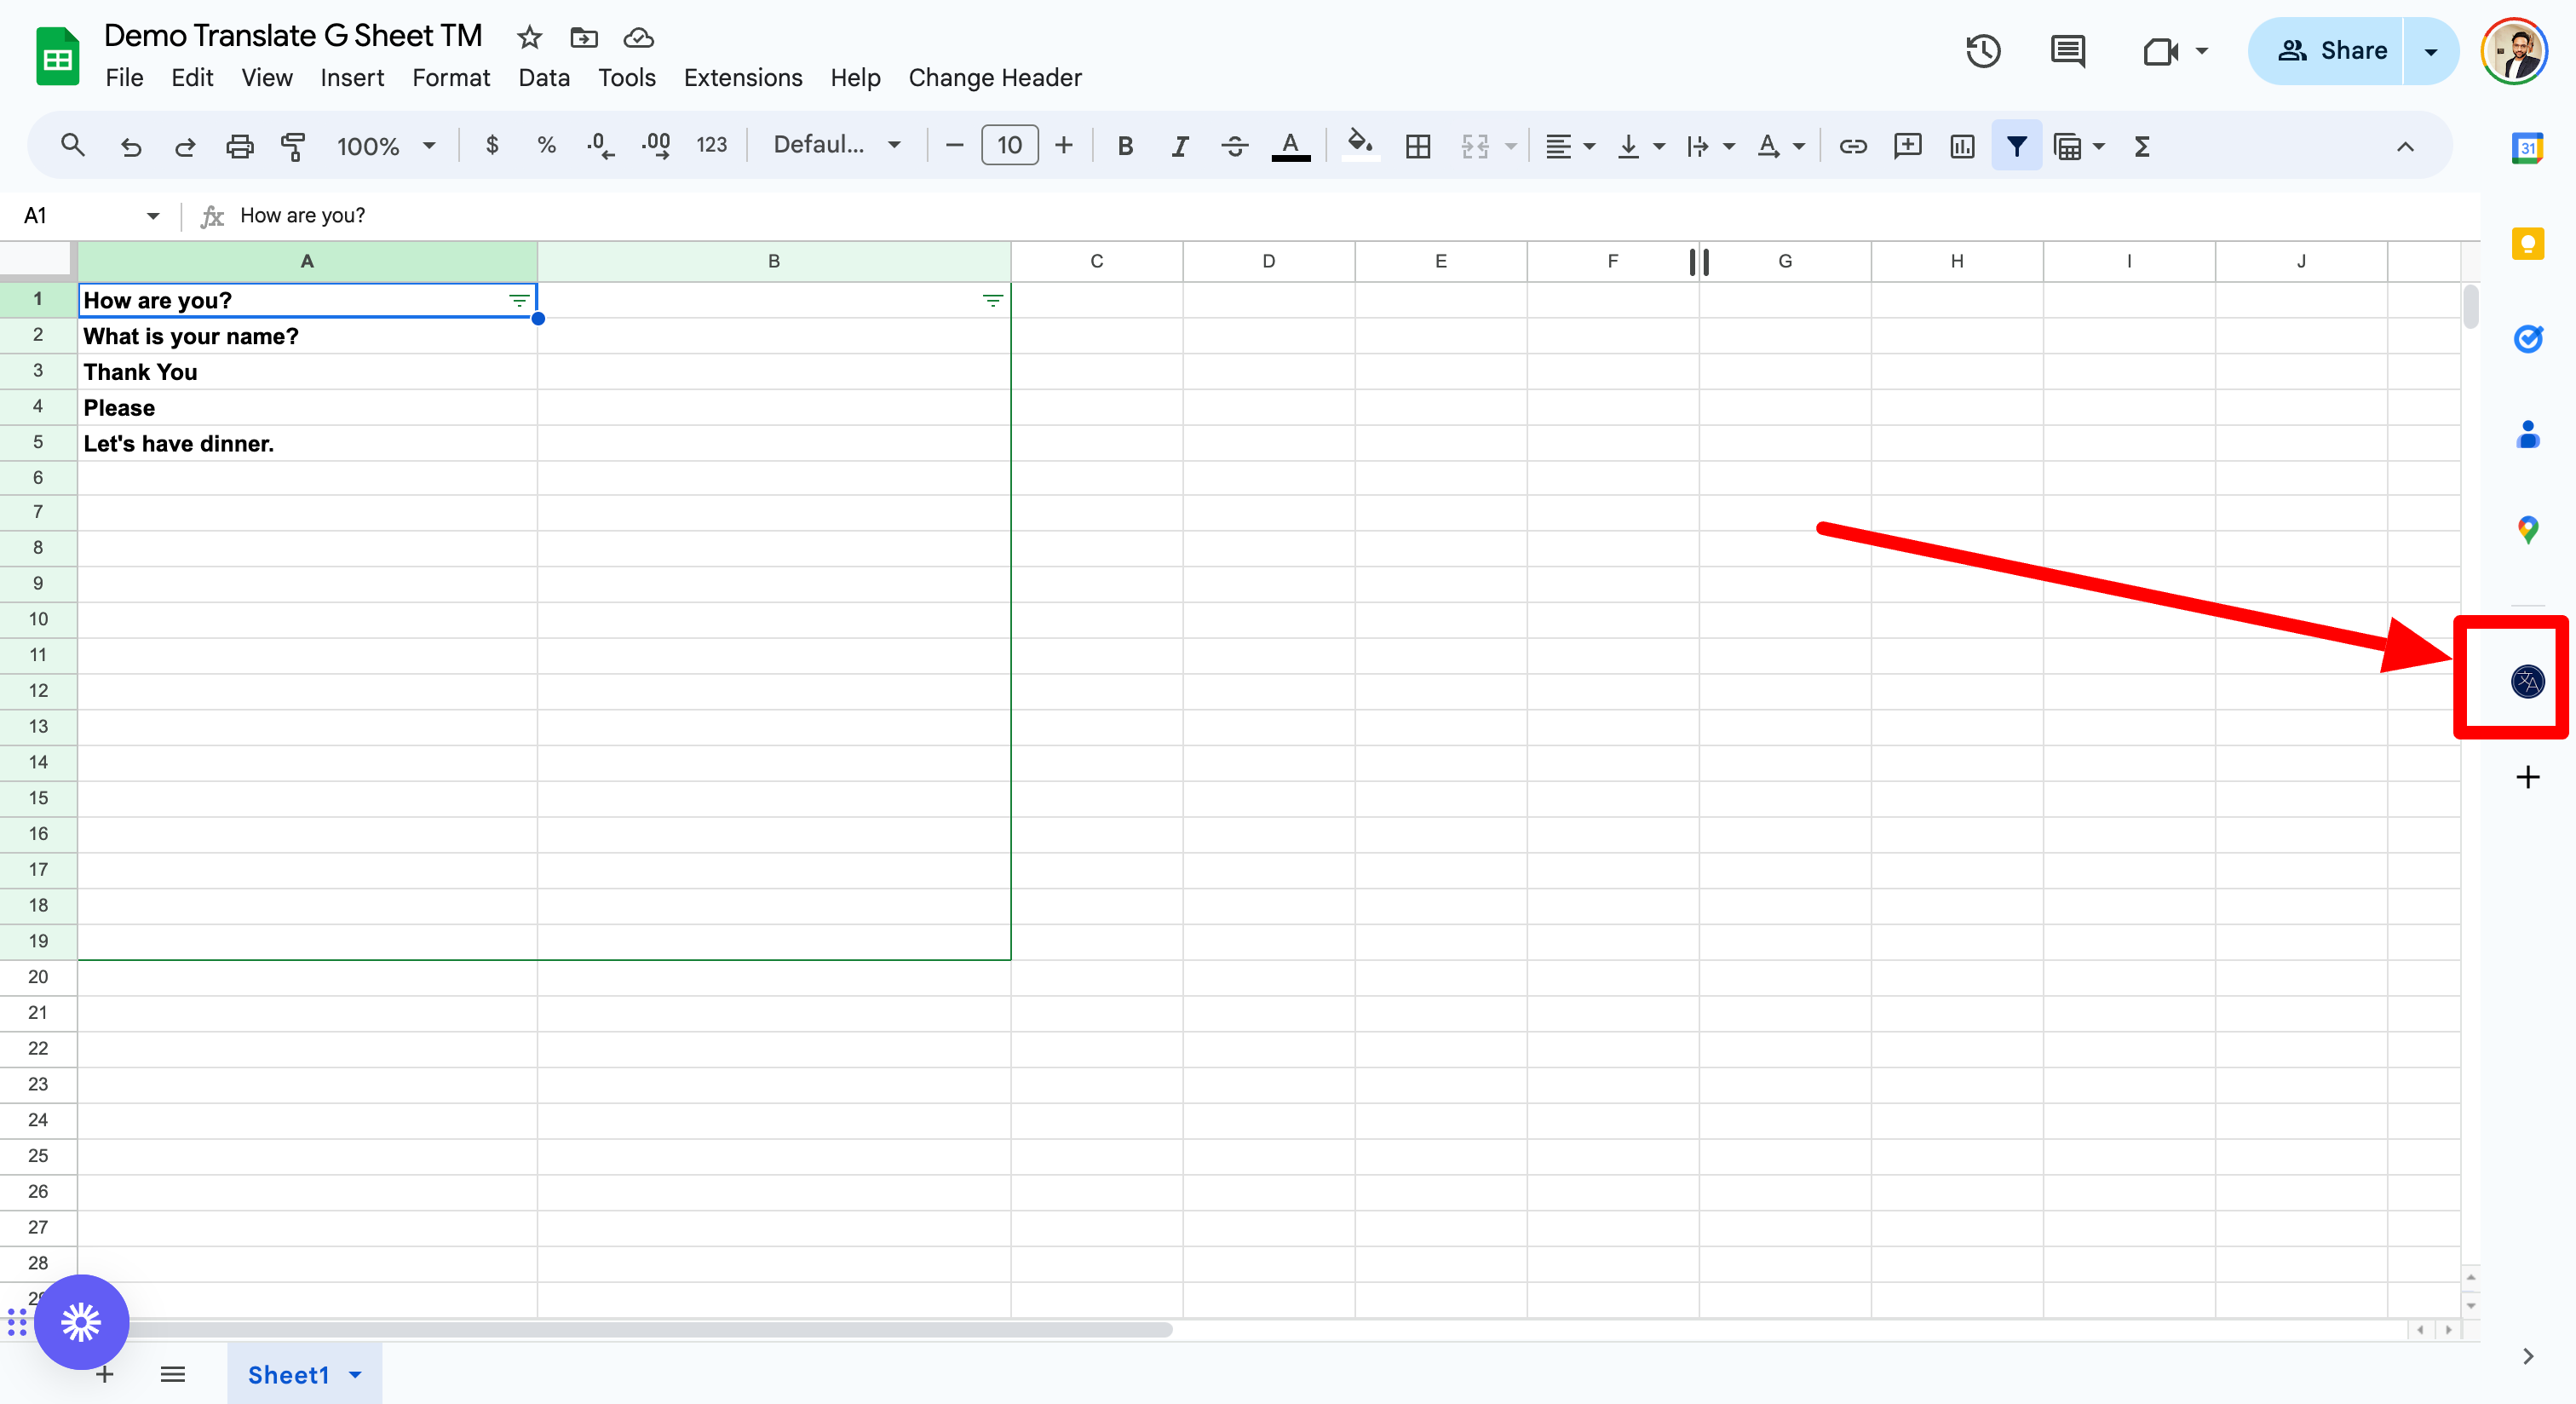 Demo Translate G Sheet TM
File Edit View Insert Format Data Tools Extensions Help Change Header
Share
100% $ % .0 .00 123 Defaul... 10 B I A A
31
A1 fx How are you?
A B C D E F G H I J
1 How are you?
2 What is your name?
3 Thank You
4 Please
5 Let's have dinner.
6
7
8
9
10
11
12
13
14
15
16
17
18
19
20
21
22
23
24
25
26
27
28
Sheet1